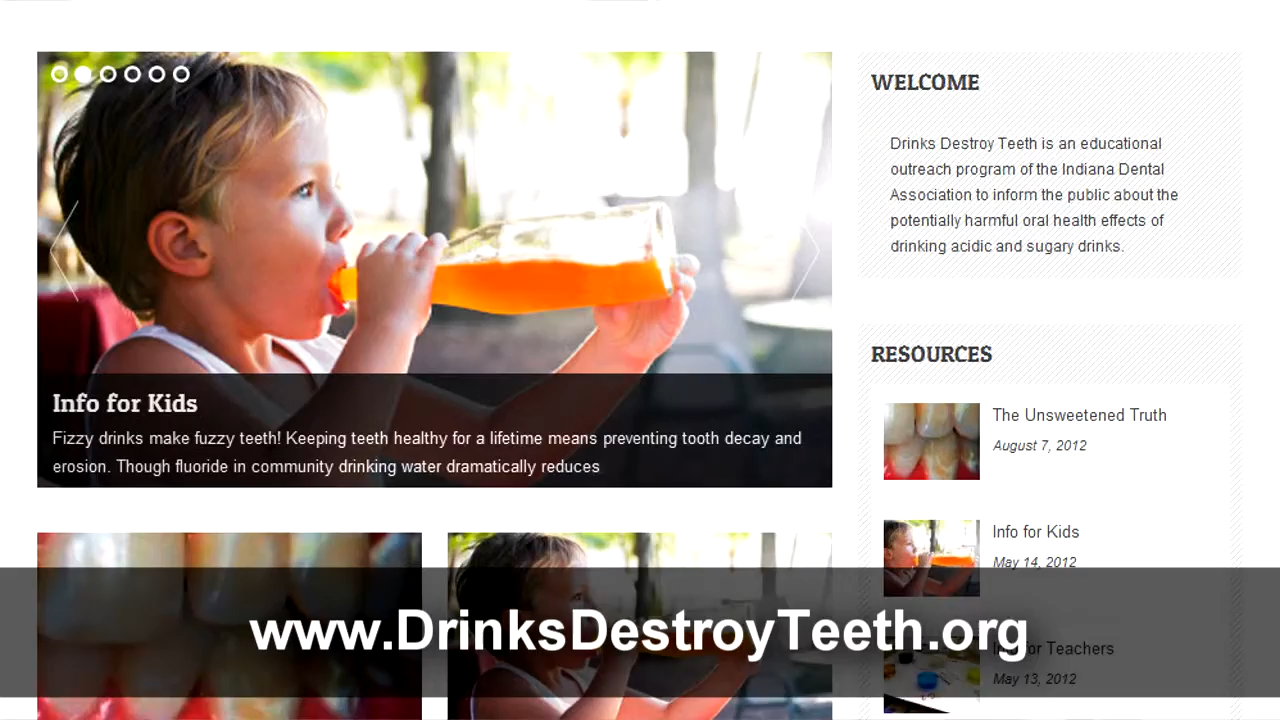 WELCOME
Drinks Destroy Teeth is an educational
outreach program of the Indiana Dental
Association to inform the public about the
potentially harmful oral health effects of
drinking acidic and sugary drinks.
Info for Kids
Fizzy drinks make fuzzy teeth! Keeping teeth healthy for a lifetime means preventing tooth decay and
erosion. Though fluoride in community drinking water dramatically reduces
RESOURCES
The Unsweetened Truth
August 7, 2012
Info for Kids
May 14, 2012
Info for Teachers
May 13, 2012
www.DrinksDestroyTeeth.org